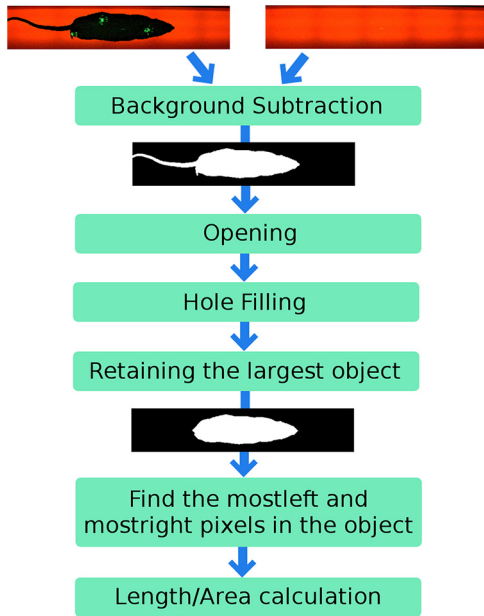 Background Subtraction
Opening
Hole Filling
Retaining the largest object
Find the mostleft and
mostright pixels in the object
Length/Area calculation